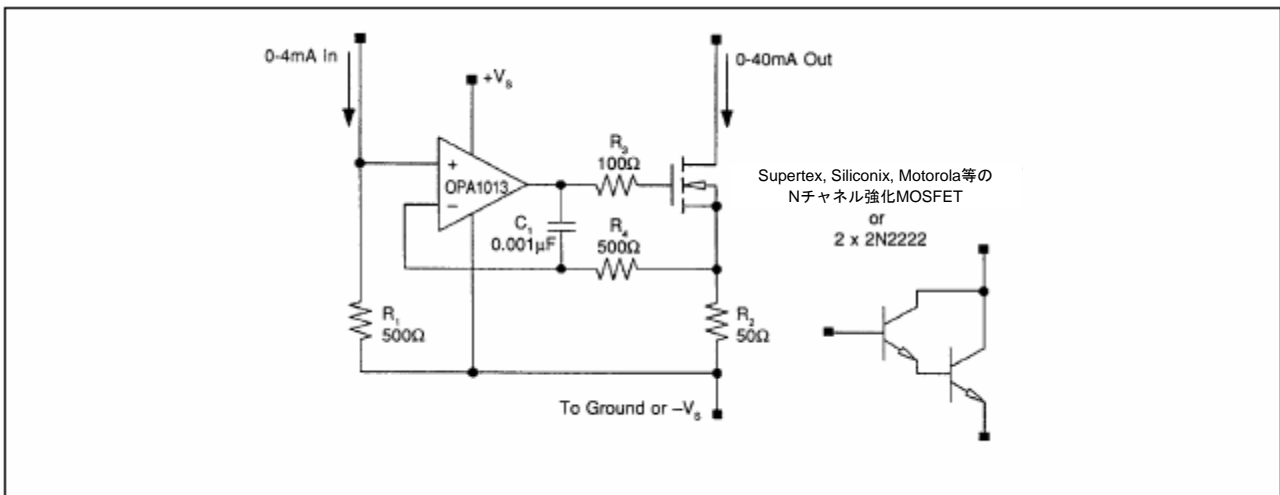 0-4mA In
0-40mA Out
+Vs
R3
100Ω
+
OPA1013
−
Supertex, Siliconix, Motorola等の
Nチャネル強化MOSFET
or
2 x 2N2222
C1
0.001µF
R4
500Ω
R1
500Ω
R2
50Ω
To Ground or −Vs